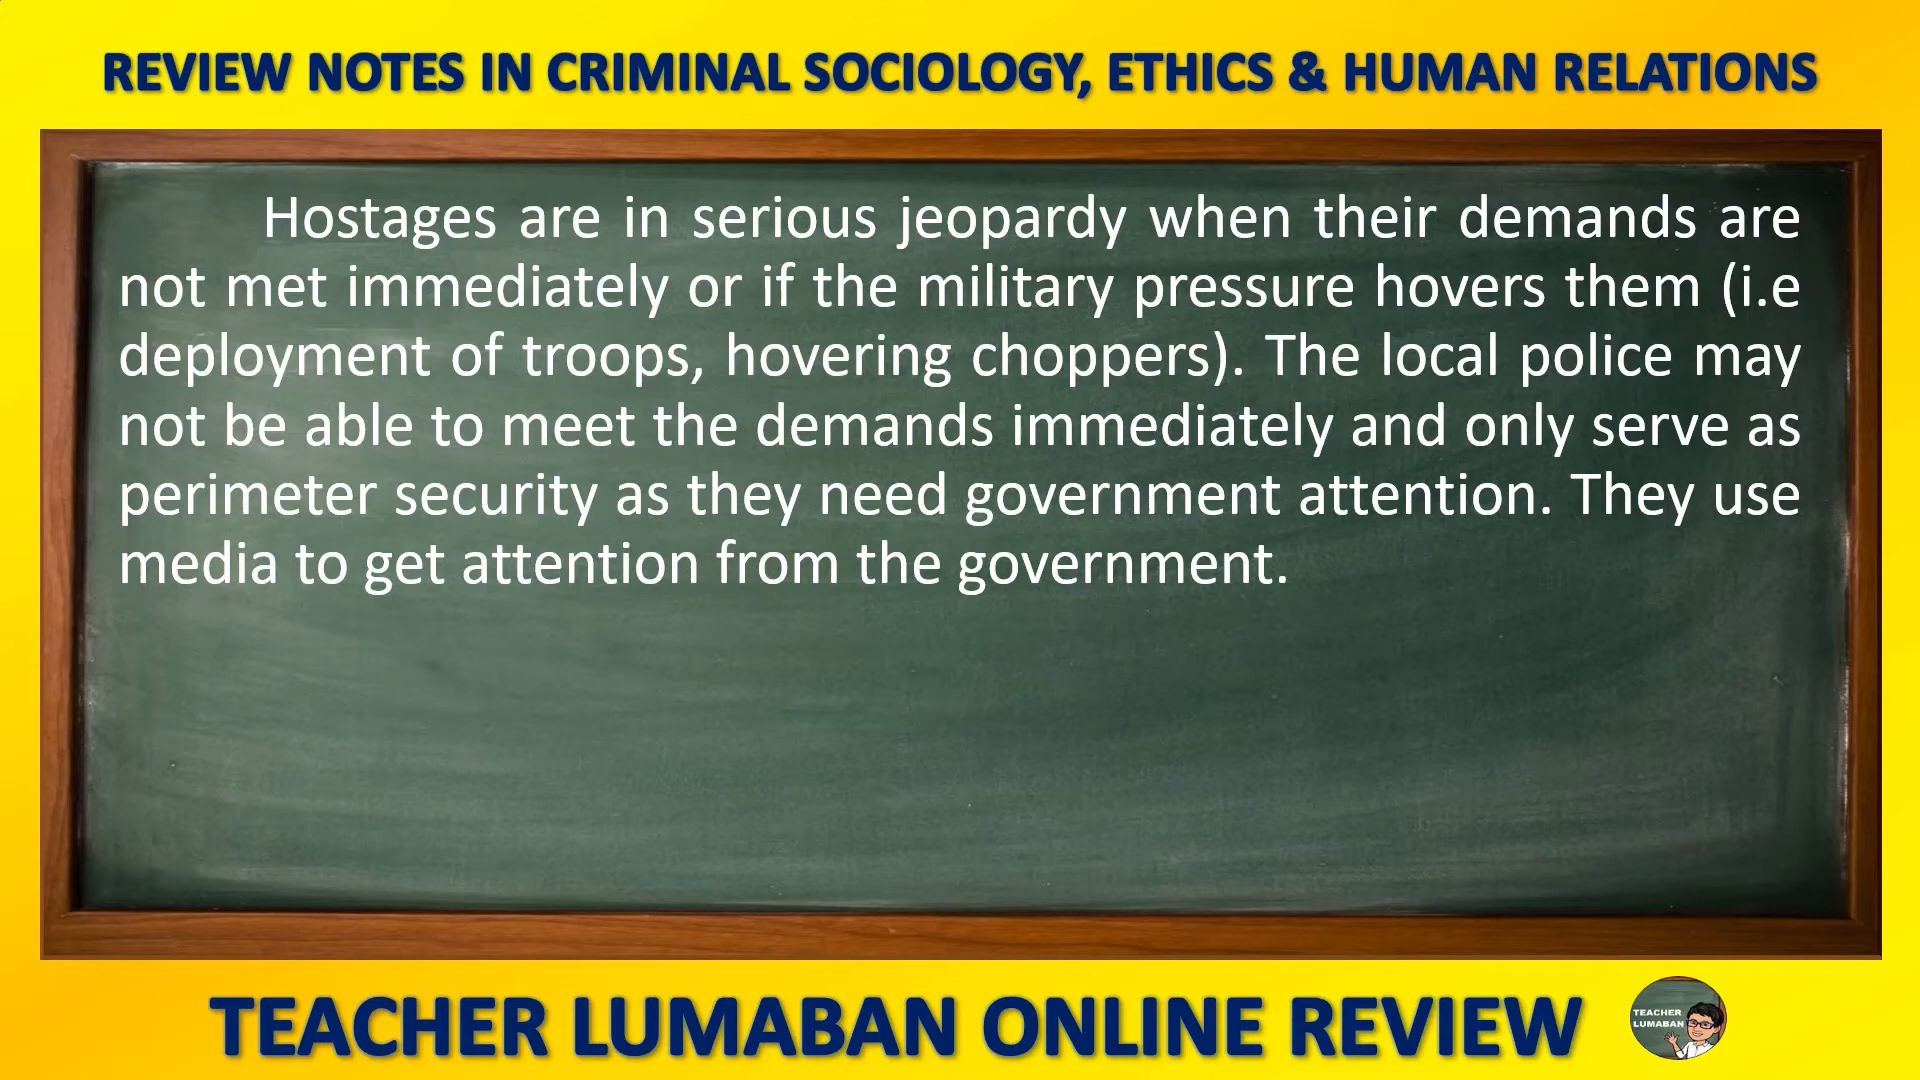 REVIEW NOTES IN CRIMINAL SOCIOLOGY, ETHICS & HUMAN RELATIONS
Hostages are in serious jeopardy when their demands are
not met immediately or if the military pressure hovers them (i.e
deployment of troops, hovering choppers). The local police may
not be able to meet the demands immediately and only serve as
perimeter security as they need government attention. They use
media to get attention from the government.
TEACHER LUMABAN ONLINE REVIEW
TEACHER
LUMABAN